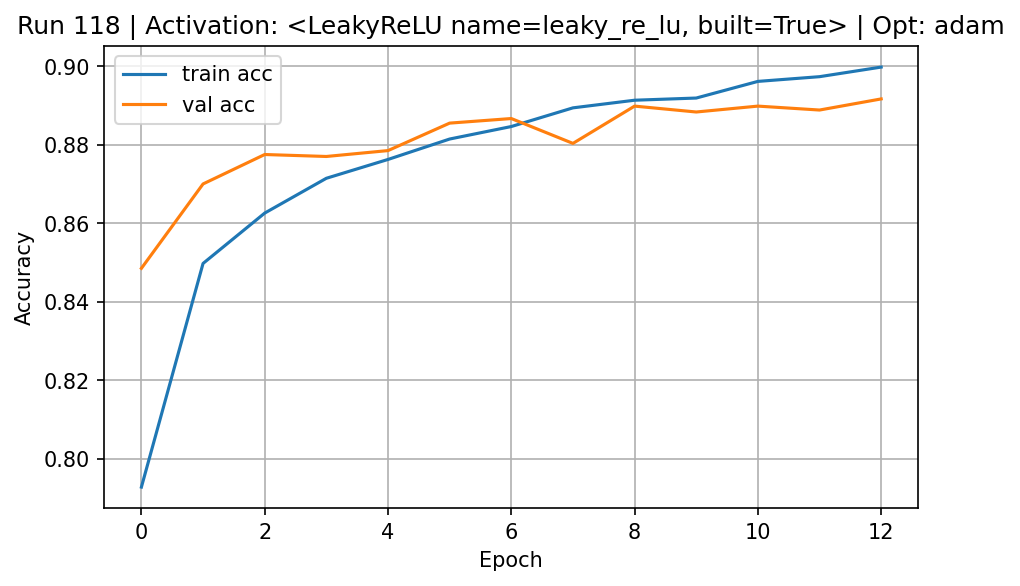 Run 118 | Activation: <LeakyReLU name=leaky_re_lu, built=True> | Opt: adam
train acc
val acc
0.90
0.88
0.86
0.84
0.82
0.80
Accuracy
0 2 4 6 8 10 12
Epoch